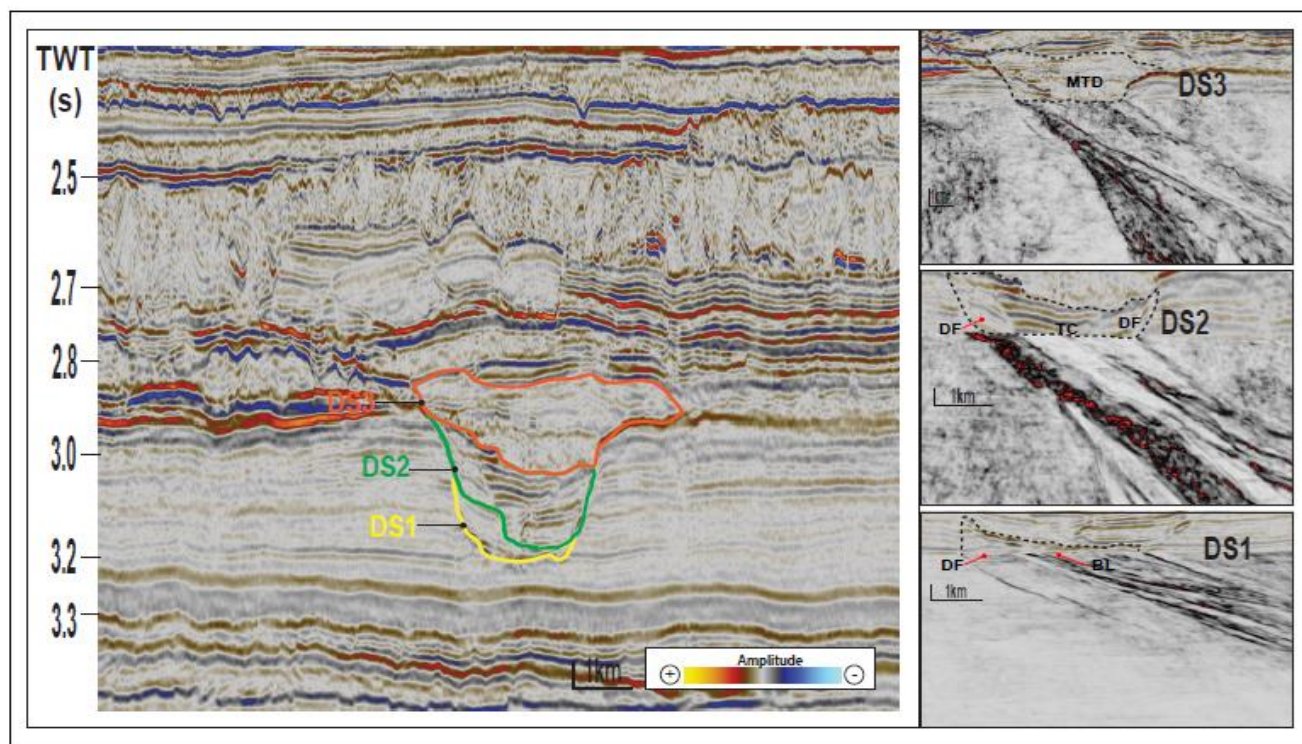 TWT
(s)
2.5
2.7
2.8
3.0
3.2
3.3
DS3
DS2
DS1
1km
Amplitude
+ -
MTD
DS3
1km
DF
TC
DF
DS2
1km
DF
BL
DS1
1km